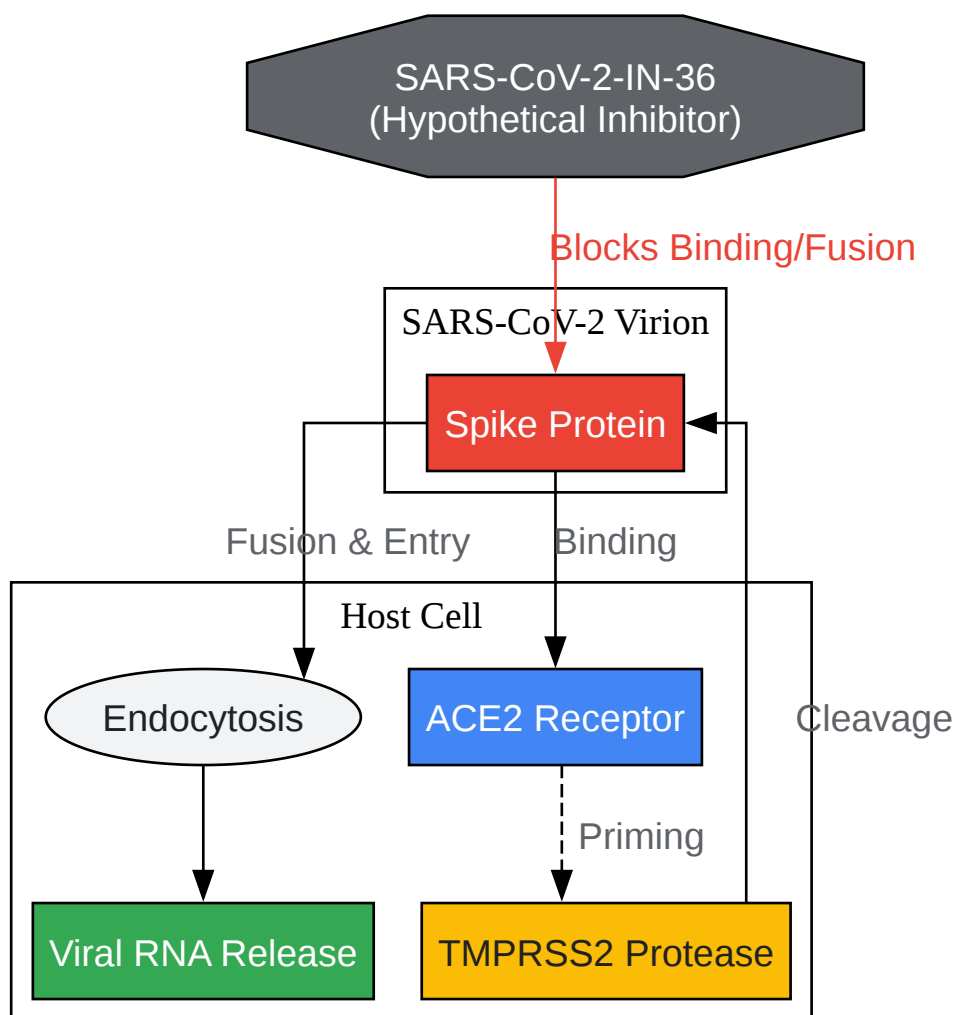 SARS-CoV-2-IN-36
(Hypothetical Inhibitor)
Blocks Binding/Fusion
SARS-CoV-2 Virion
Spike Protein
Fusion & Entry
Binding
Host Cell
Endocytosis
ACE2 Receptor
Cleavage
Priming
Viral RNA Release
TMPRSS2 Protease